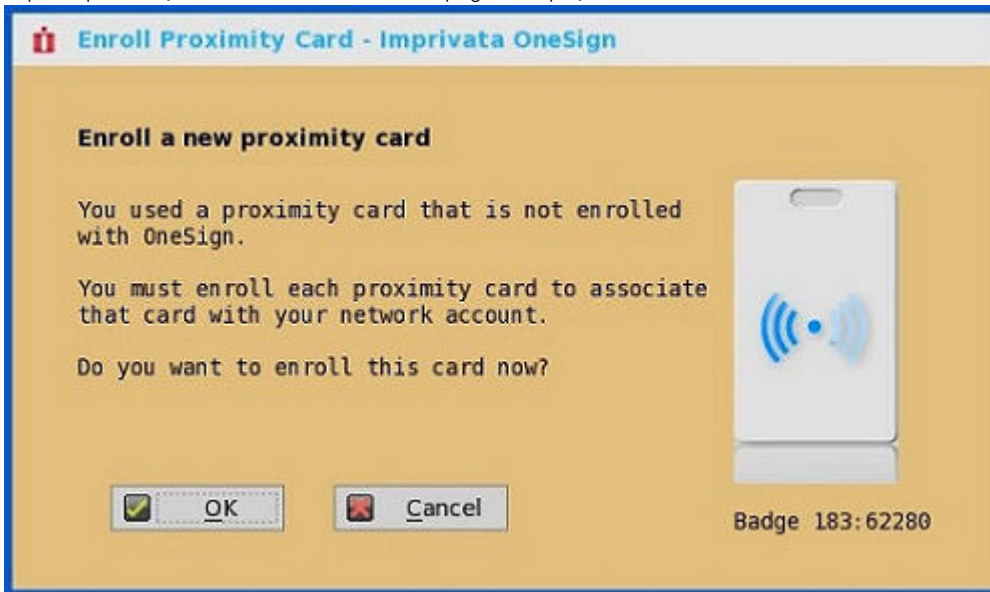 Enroll Proximity Card - Imprivata OneSign
Enroll a new proximity card
You used a proximity card that is not enrolled
with OneSign.
You must enroll each proximity card to associate
that card with your network account.
Do you want to enroll this card now?
OK
Cancel
Badge 183:62280